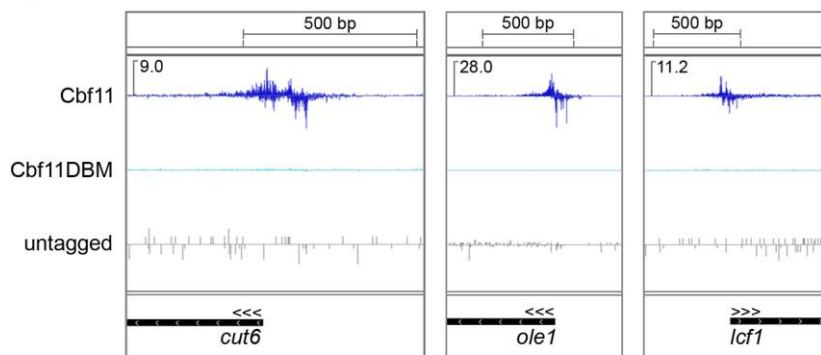 500 bp 500 bp 500 bp
9.0 28.0 11.2
Cbf11
Cbf11DBM
untagged
<<< <<< >>>
cut6 ole1 lcf1